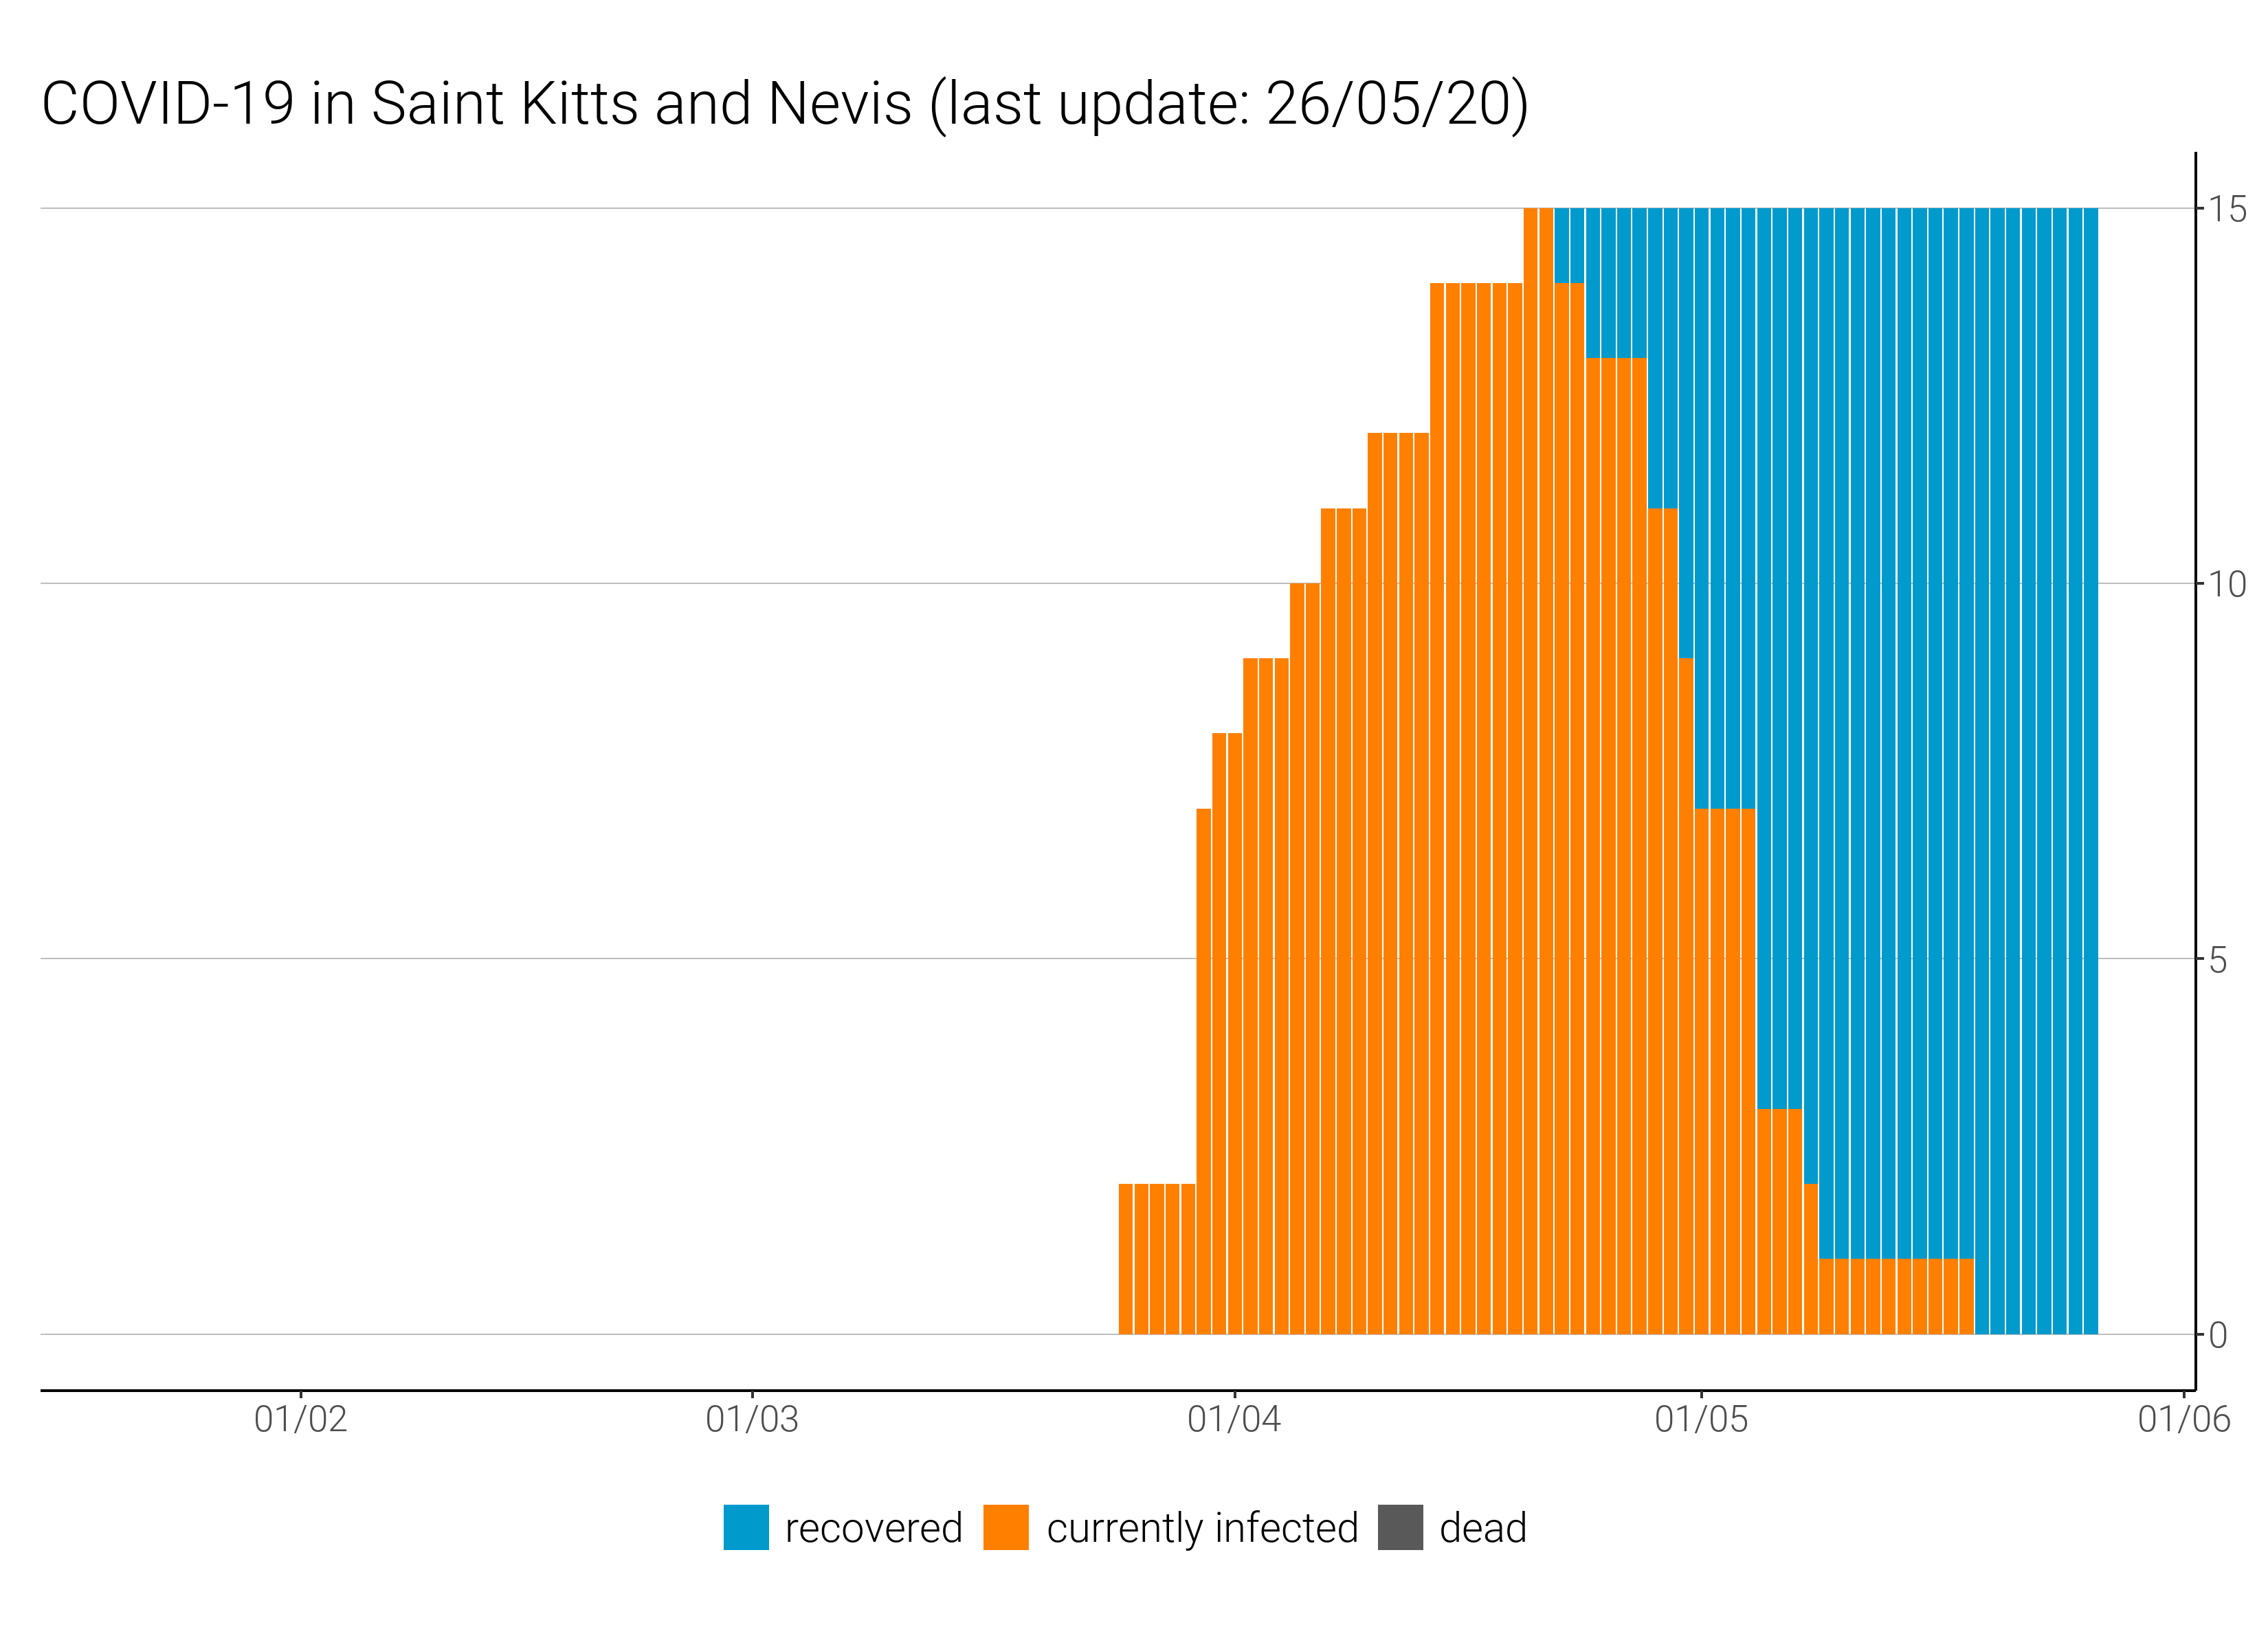 COVID-19 in Saint Kitts and Nevis (last update: 26/05/20)
15
10
5
0
01/02 01/03 01/04 01/05 01/06
recovered currently infected dead